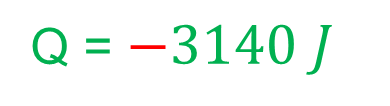 Q = −3140 J